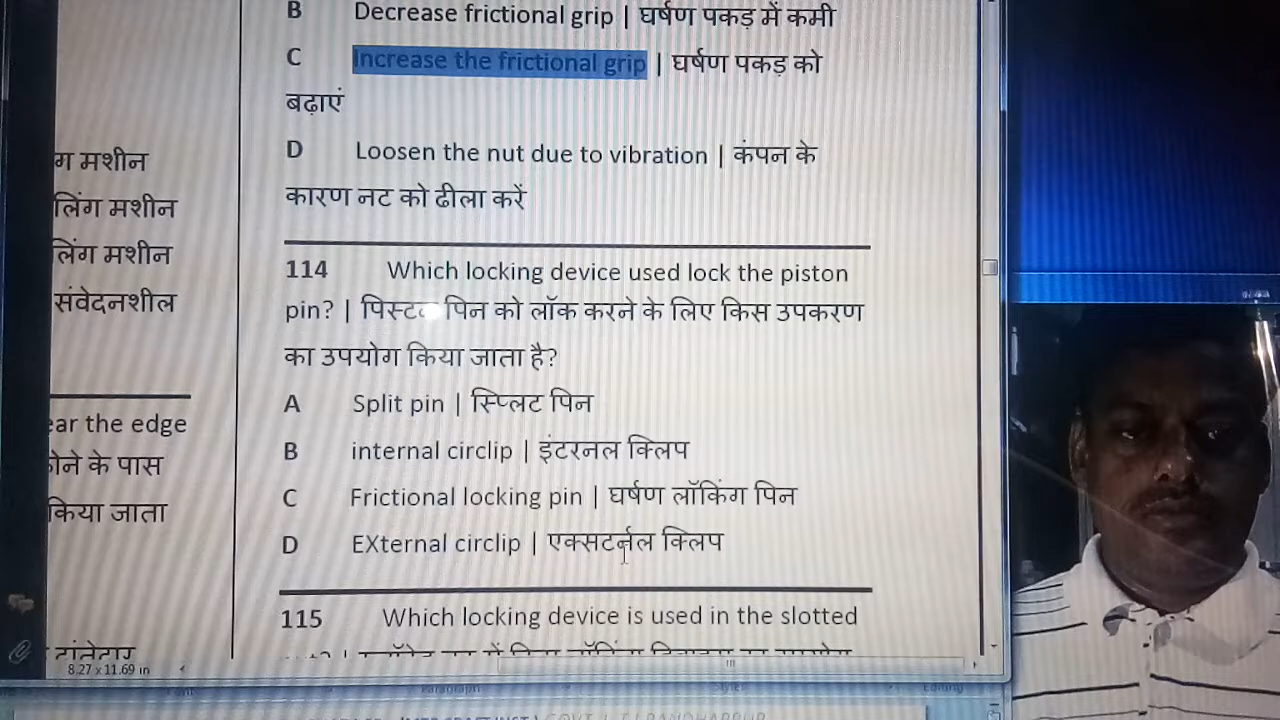 B Decrease frictional grip | घर्षण पकड़ में कमी
C Increase the frictional grip | घर्षण पकड़ को
बढ़ाएं
D Loosen the nut due to vibration | कंपन के
कारण नट को ढीला करें
114 Which locking device used lock the piston
pin? | पिस्ट पिन को लॉक करने के लिए किस उपकरण
का उपयोग किया जाता है?
A Split pin | स्प्लिट पिन
B internal circlip | इंटरनल क्लिप
C Frictional locking pin | घर्षण लॉकिंग पिन
D EXternal circlip | एक्सटर्नल क्लिप
115 Which locking device is used in the slotted
ग मशीन
लिंग मशीन
लिंग मशीन
संवेदनशील
ear the edge
ोने के पास
किया जाता
8.27 x 11.69 in
Paragraph
Styles
Editing